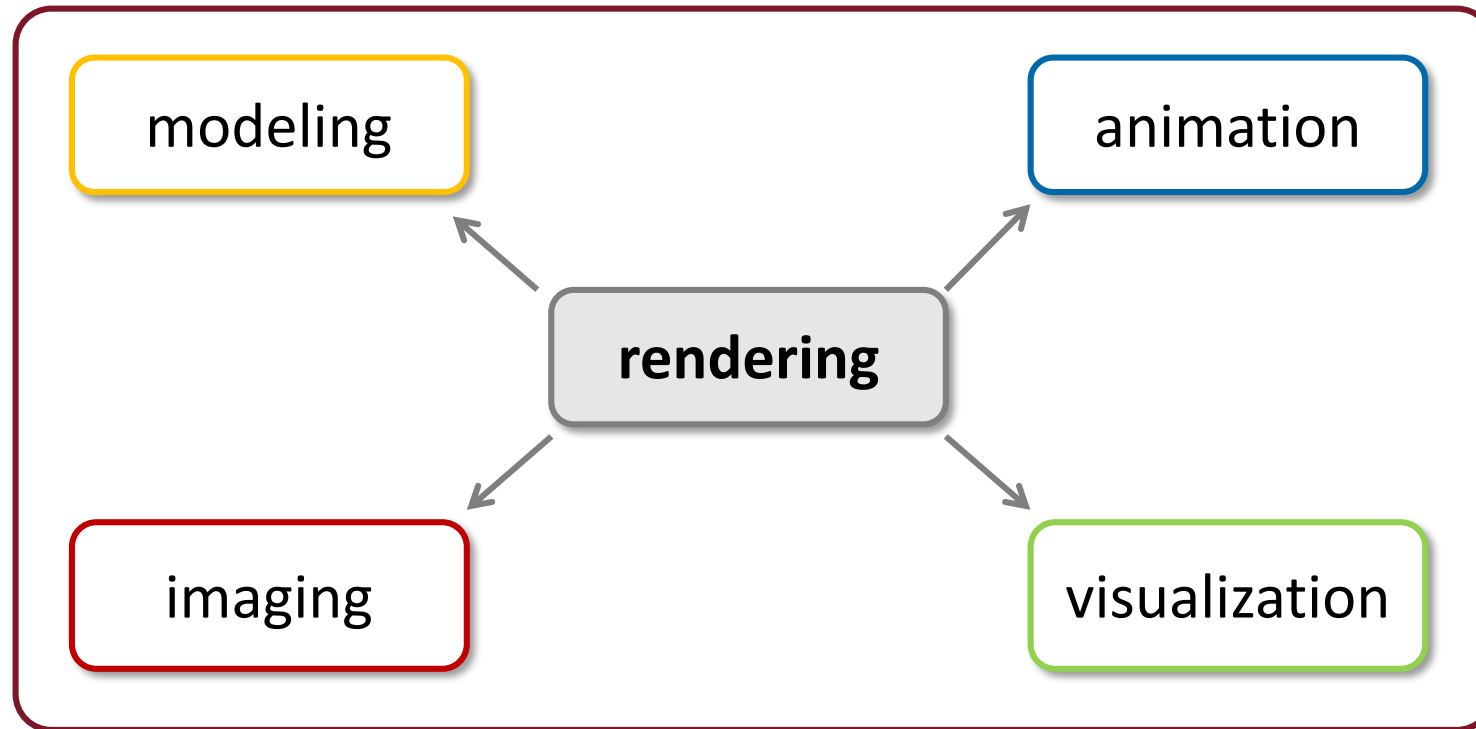 modeling
animation
rendering
imaging
visualization